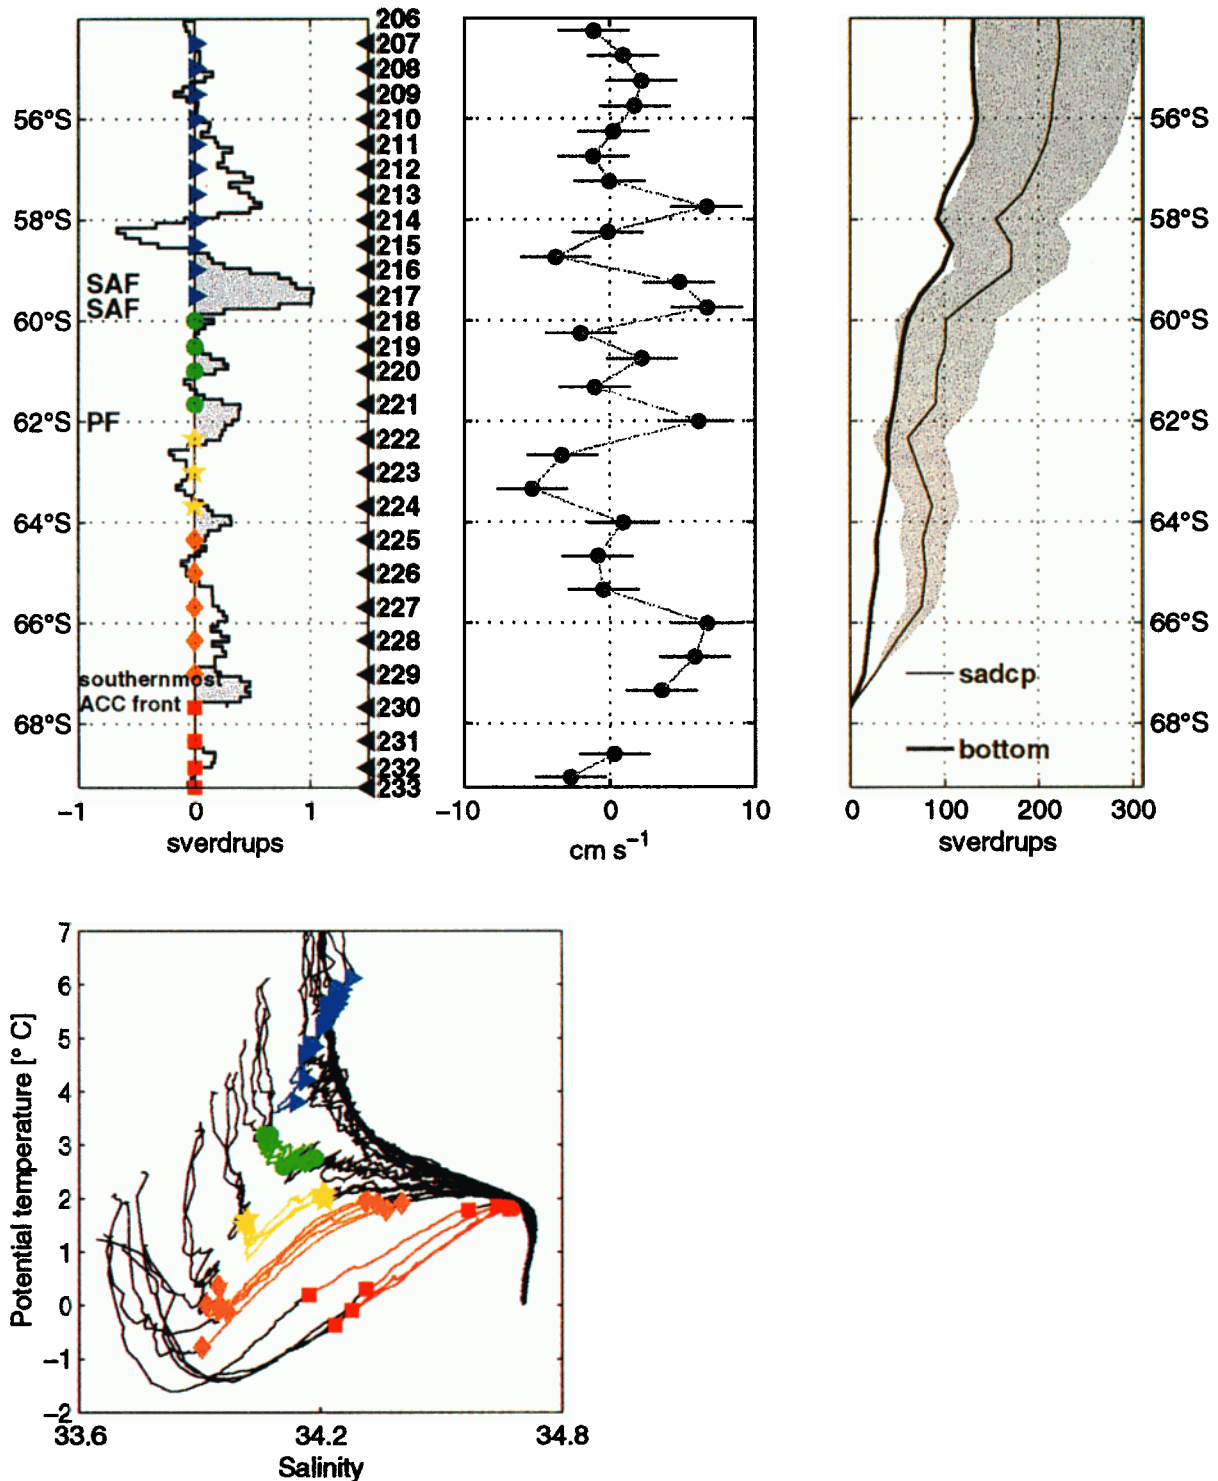 206
207
208
209
210
211
212
213
214
215
216
217
218
219
220
221
222
223
224
225
226
227
228
229
230
231
232
233
56°S
58°S
60°S
62°S
64°S
66°S
68°S
SAF
SAF
PF
southernmost
ACC front
−1 0 1
sverdrups
−10 0 10
cm s⁻¹
56°S
58°S
60°S
62°S
64°S
66°S
68°S
sadcp
bottom
0 100 200 300
sverdrups
7
6
5
4
3
2
1
0
−1
−2
Potential temperature [° C]
33.6 34.2 34.8
Salinity